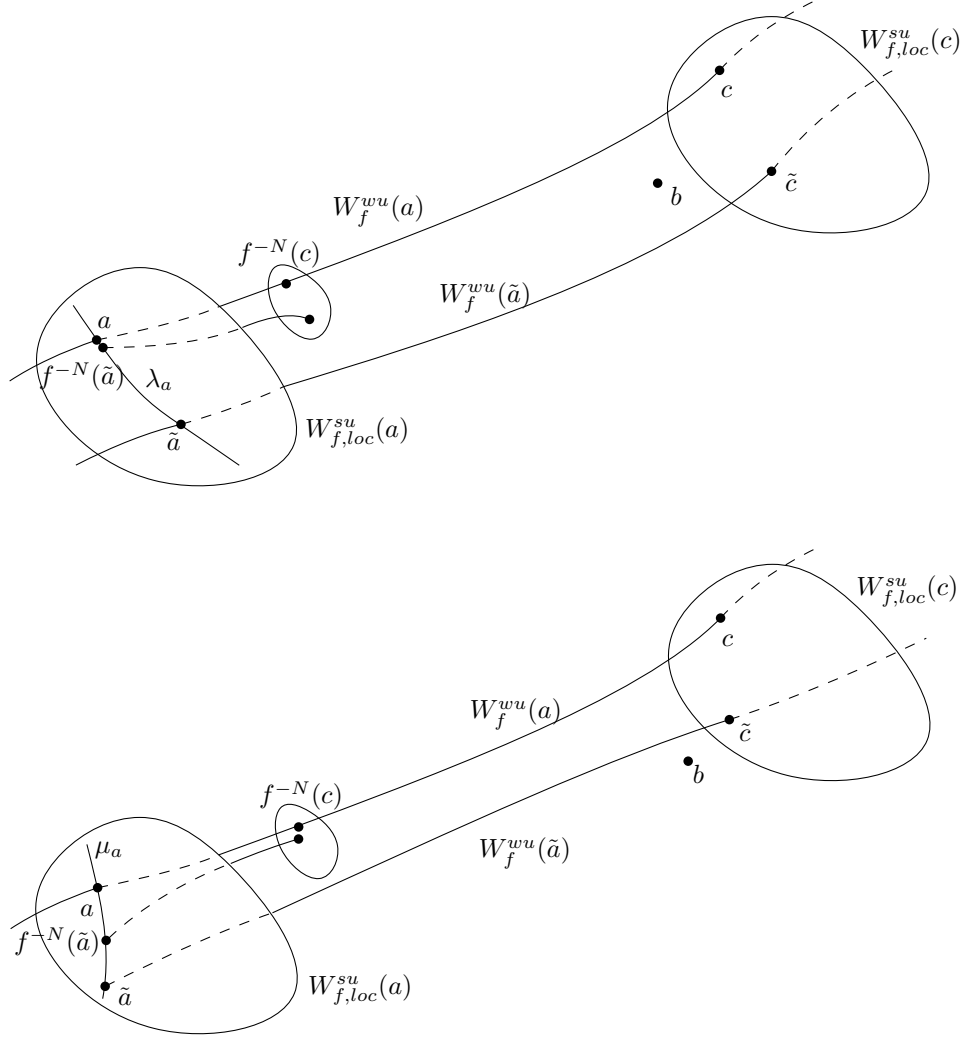 W^{su}_{f,loc}(c)
c
c̃
b
W^{wu}_f(a)
f^{-N}(c)
W^{wu}_f(ã)
a
f^{-N}(ã)
λ_a
W^{su}_{f,loc}(a)
ã
W^{su}_{f,loc}(c)
c
W^{wu}_f(a)
c̃
b
f^{-N}(c)
μ_a
W^{wu}_f(ã)
a
f^{-N}(ã)
W^{su}_{f,loc}(a)
ã